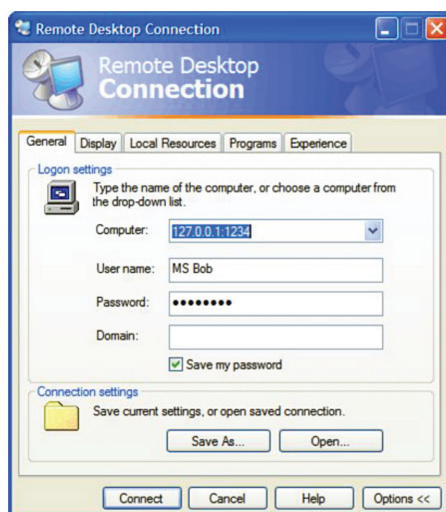 Remote Desktop Connection
Remote Desktop
Connection
General Display Local Resources Programs Experience
Logon settings
Type the name of the computer, or choose a computer from
the drop-down list.
Computer: 127.0.0.1:1234
User name: MS Bob
Password: ••••••••
Domain:
Save my password
Connection settings
Save current settings, or open saved connection.
Save As... Open...
Connect Cancel Help Options <<